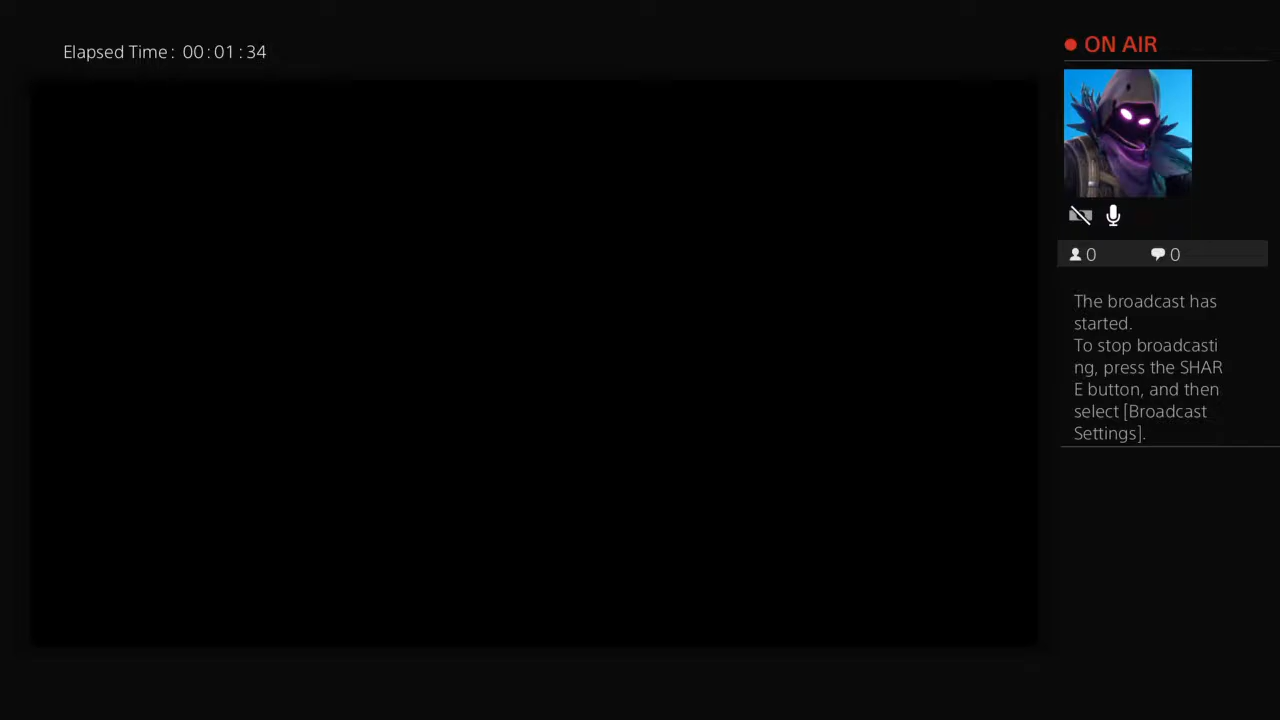 Elapsed Time: 00:01:34
ON AIR
0 0
The broadcast has
started.
To stop broadcasti
ng, press the SHAR
E button, and then
select [Broadcast
Settings].